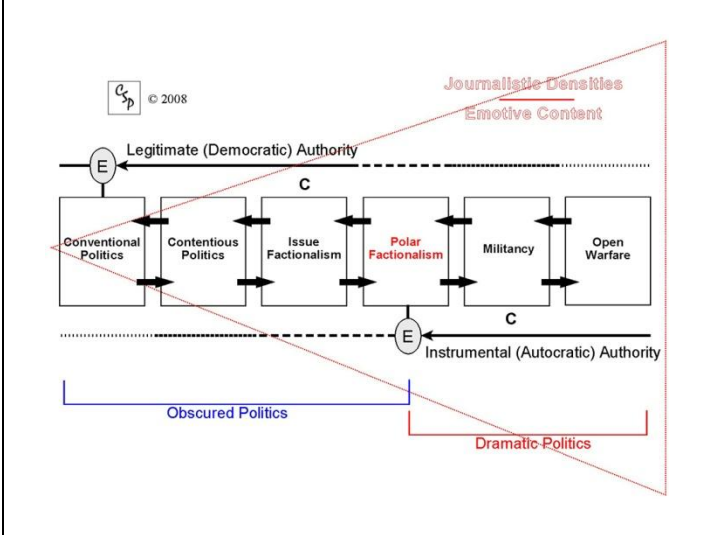 Journalistic Densities
Emotive Content
CSP
© 2008
Legitimate (Democratic) Authority
E
C
Conventional
Politics
Contentious
Politics
Issue
Factionalism
Polar
Factionalism
Militancy
Open
Warfare
C
E
Instrumental (Autocratic) Authority
Obscured Politics
Dramatic Politics